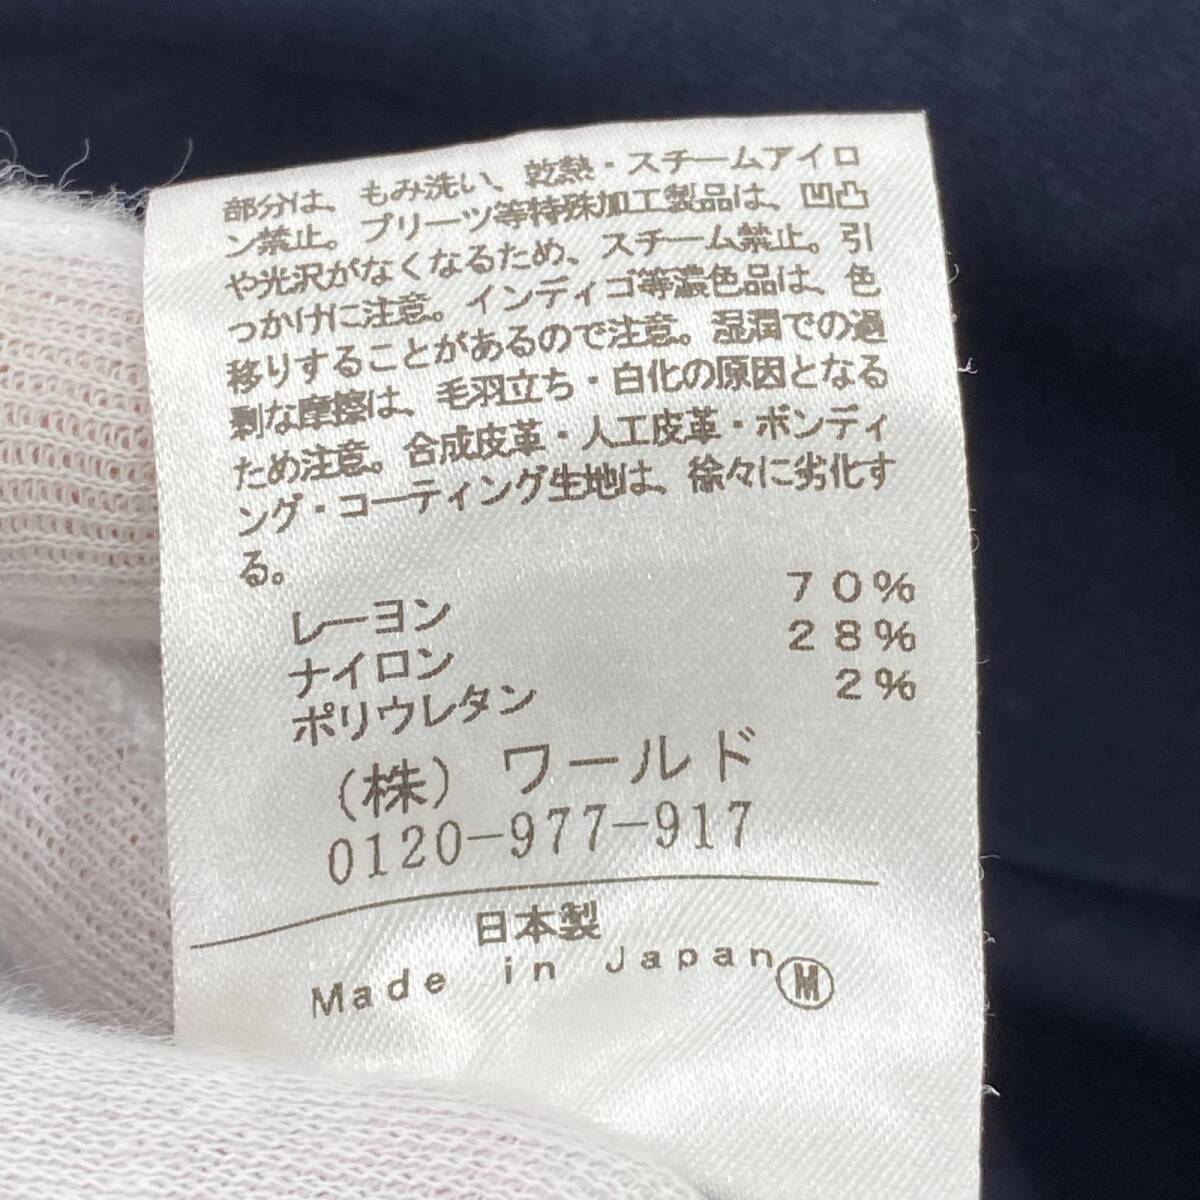 部分は、もみ洗い、乾熱・スチームアイロ
ン禁止。プリーツ等特殊加工製品は、凹凸
や光沢がなくなるため、スチーム禁止。引
っかけに注意。インディゴ等濃色品は、色
移りすることがあるので注意。湿潤での過
剰な摩擦は、毛羽立ち・白化の原因となる
ため注意。合成皮革・人工皮革・ボンディ
ング・コーティング生地は、徐々に劣化す
る。
レーヨン 70%
ナイロン 28%
ポリウレタン 2%
(株) ワールド
0120-977-917
日本製
Made in Japan Ⓜ